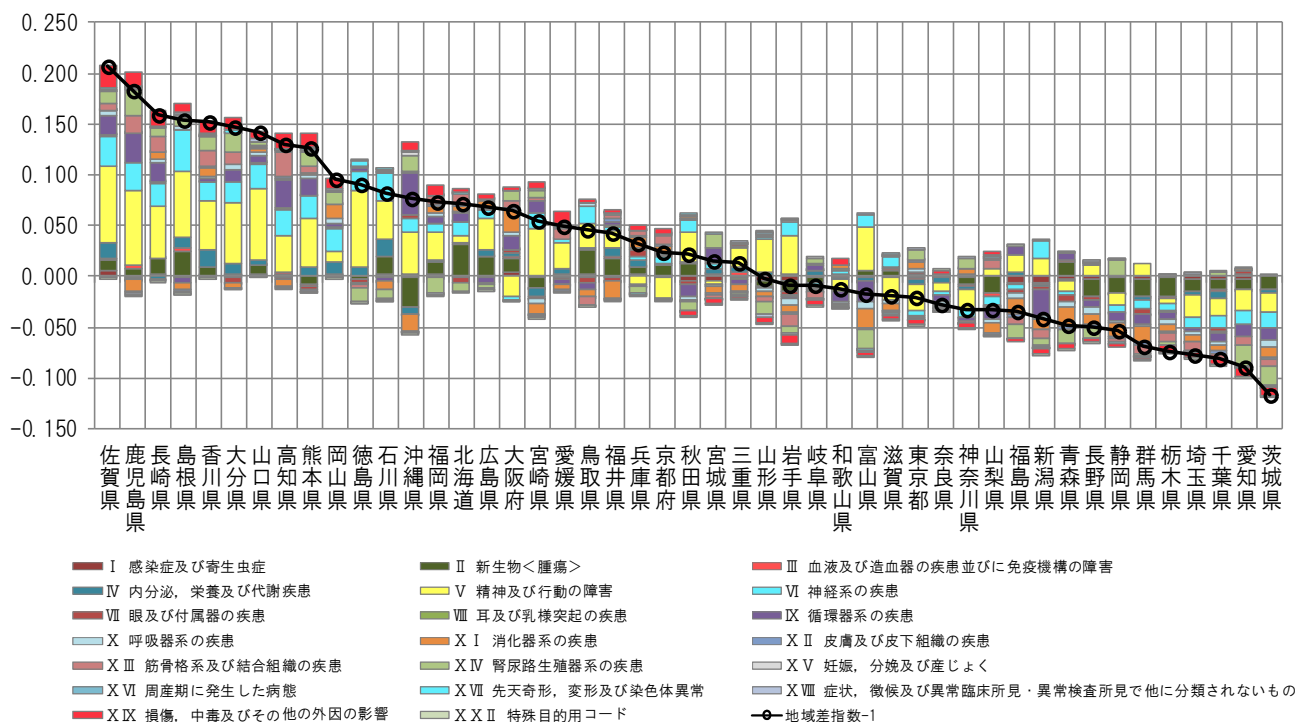 0.250
0.200
0.150
0.100
0.050
0.000
-0.050
-0.100
-0.150
佐賀県
鹿児島県
長崎県
島根県
香川県
大分県
山口県
高知県
熊本県
岡山県
徳島県
石川県
沖縄県
福岡県
北海道
広島県
大阪府
宮崎県
愛媛県
鳥取県
福井県
兵庫県
京都府
秋田県
宮城県
三重県
山形県
岩手県
岐阜県
和歌山県
富山県
滋賀県
東京都
奈良県
神奈川県
山梨県
福島県
新潟県
青森県
長野県
静岡県
群馬県
栃木県
埼玉県
千葉県
愛知県
茨城県
Ⅰ 感染症及び寄生虫症
Ⅱ 新生物<腫瘍>
Ⅲ 血液及び造血器の疾患並びに免疫機構の障害
Ⅳ 内分泌，栄養及び代謝疾患
Ⅴ 精神及び行動の障害
Ⅵ 神経系の疾患
Ⅶ 眼及び付属器の疾患
Ⅷ 耳及び乳様突起の疾患
Ⅸ 循環器系の疾患
Ⅹ 呼吸器系の疾患
ⅩⅠ 消化器系の疾患
ⅩⅡ 皮膚及び皮下組織の疾患
ⅩⅢ 筋骨格系及び結合組織の疾患
ⅩⅣ 腎尿路生殖器系の疾患
ⅩⅤ 妊娠，分娩及び産じょく
ⅩⅥ 周産期に発生した病態
ⅩⅦ 先天奇形，変形及び染色体異常
ⅩⅧ 症状，徴候及び異常臨床所見・異常検査所見で他に分類されないもの
ⅩⅨ 損傷，中毒及びその他の外因の影響
ⅩⅩⅡ 特殊目的用コード
地域差指数-1